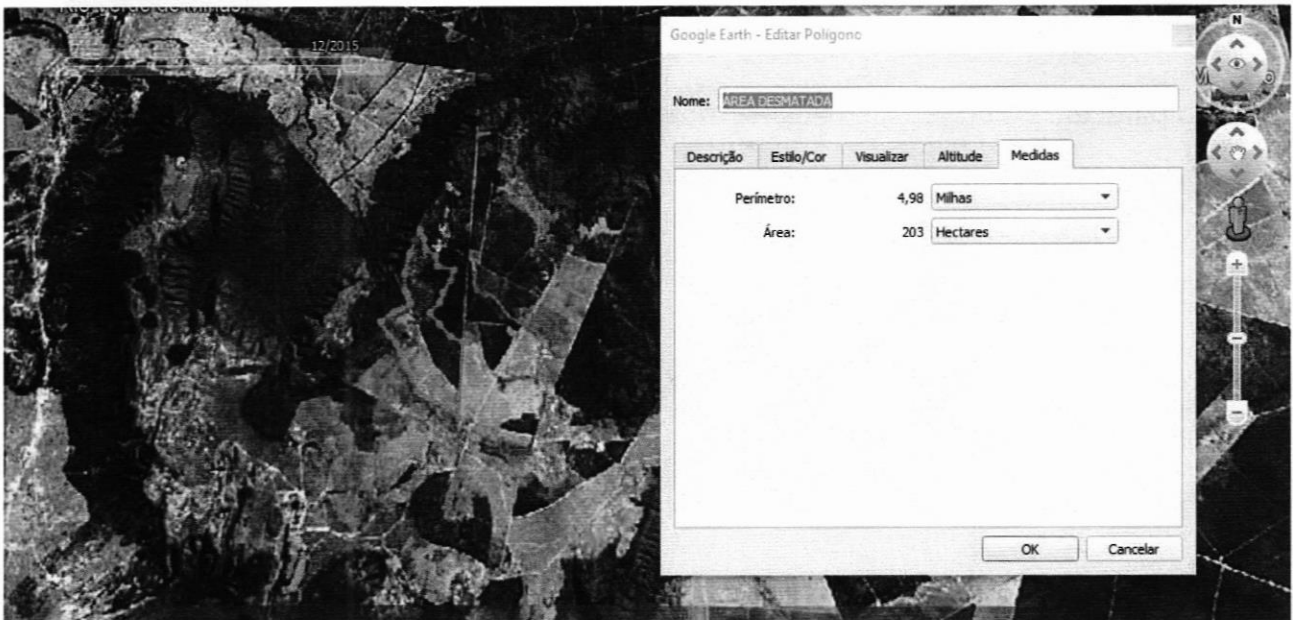 12/2015
Google Earth - Editar Polígono
Nome: ÁREA DESMATADA
Descrição Estilo/Cor Visualizar Altitude Medidas
Perímetro: 4,98 Milhas
Área: 203 Hectares
OK Cancelar
N